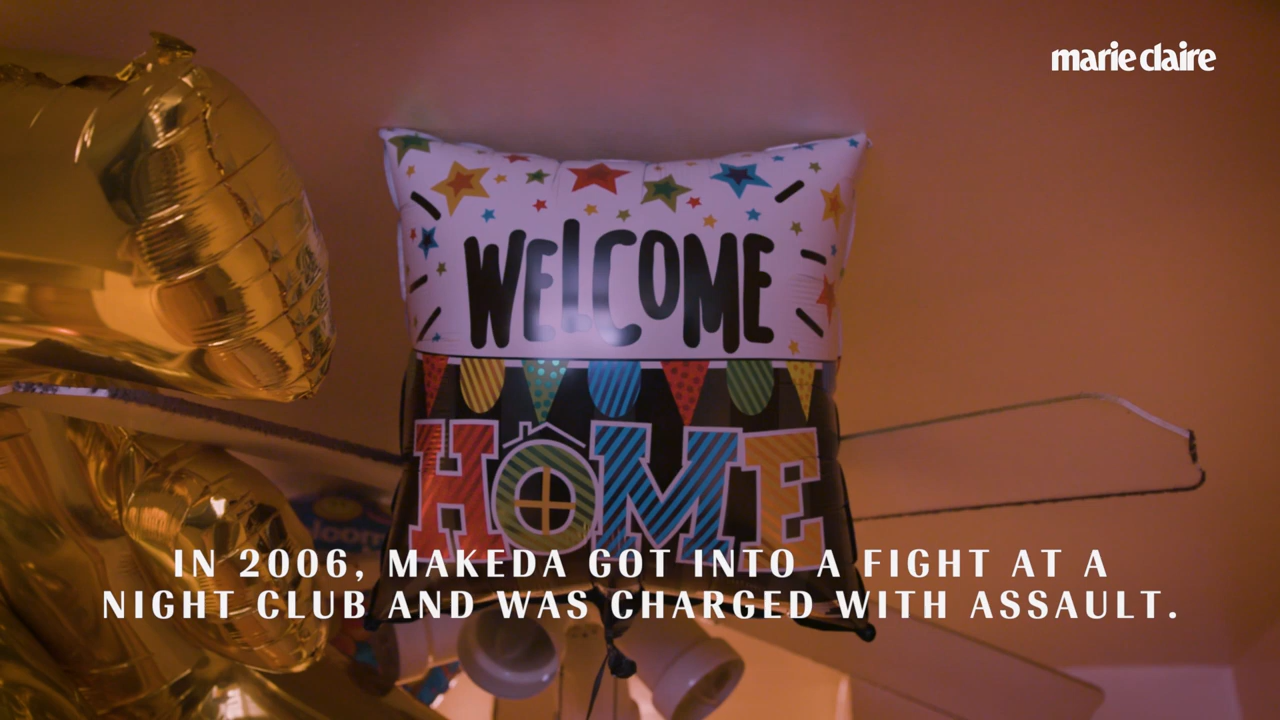 marie claire
WELCOME
HOME
IN 2006, MAKEDA GOT INTO A FIGHT AT A
NIGHT CLUB AND WAS CHARGED WITH ASSAULT.